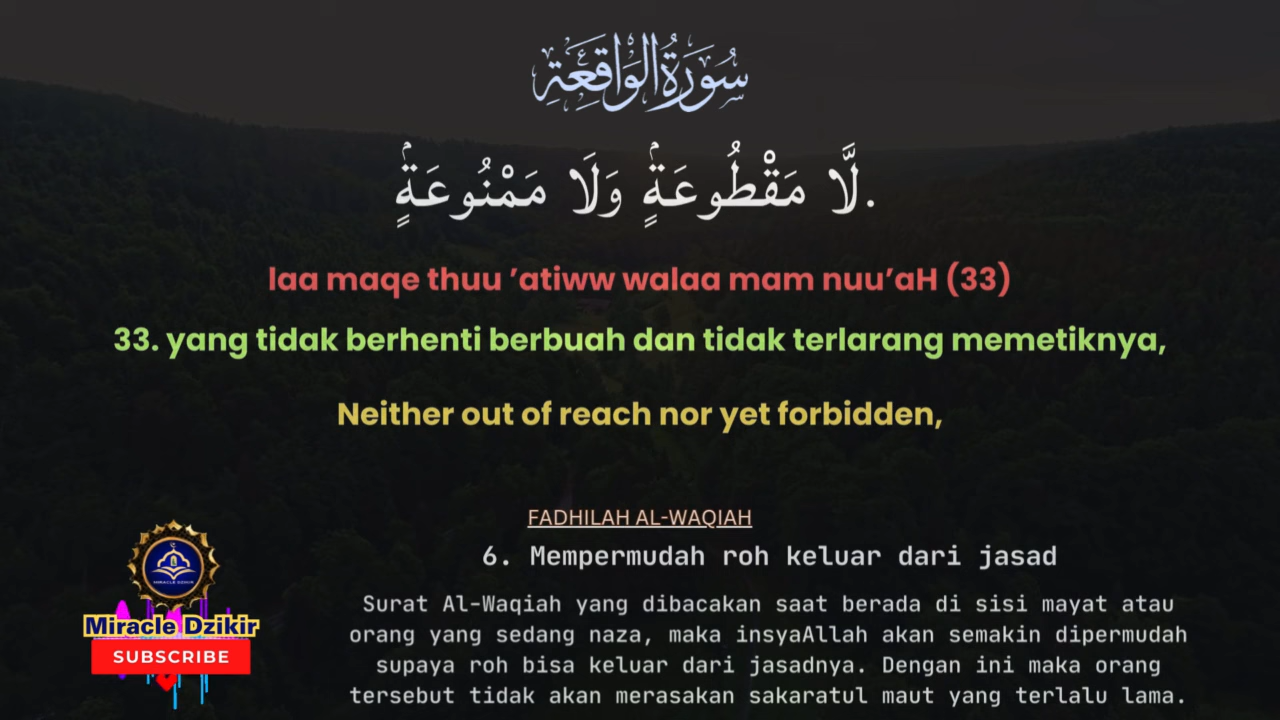 سُورَةُ الْوَاقِعَةِ
لَّا مَقْطُوعَةٍۢ وَلَا مَمْنُوعَةٍۢ.
laa maqe thuu ’atiww walaa mam nuu’aH (33)
33. yang tidak berhenti berbuah dan tidak terlarang memetiknya,
Neither out of reach nor yet forbidden,
FADHILAH AL-WAQIAH
6. Mempermudah roh keluar dari jasad
Surat Al-Waqiah yang dibacakan saat berada di sisi mayat atau
orang yang sedang naza, maka insyaAllah akan semakin dipermudah
supaya roh bisa keluar dari jasadnya. Dengan ini maka orang
tersebut tidak akan merasakan sakaratul maut yang terlalu lama.
MIRACLE DZIKIR
Miracle Dzikir
SUBSCRIBE